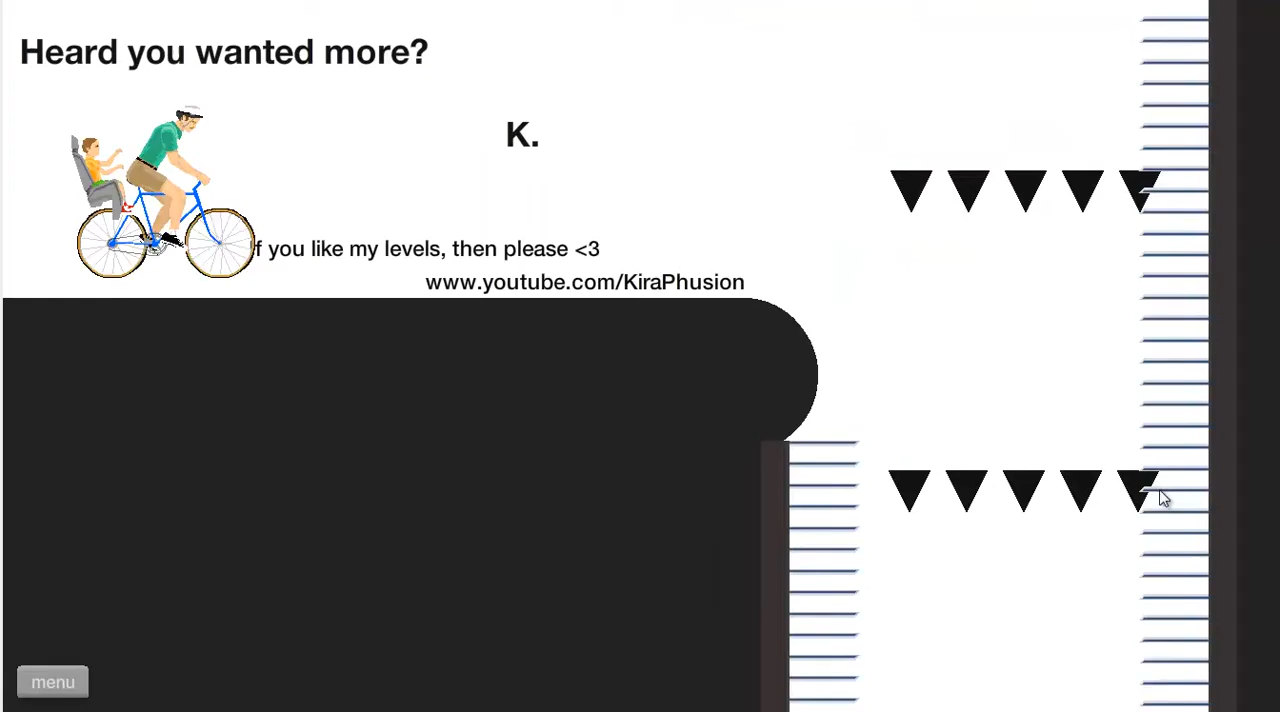 Heard you wanted more?
K.
f you like my levels, then please <3
www.youtube.com/KiraPhusion
menu